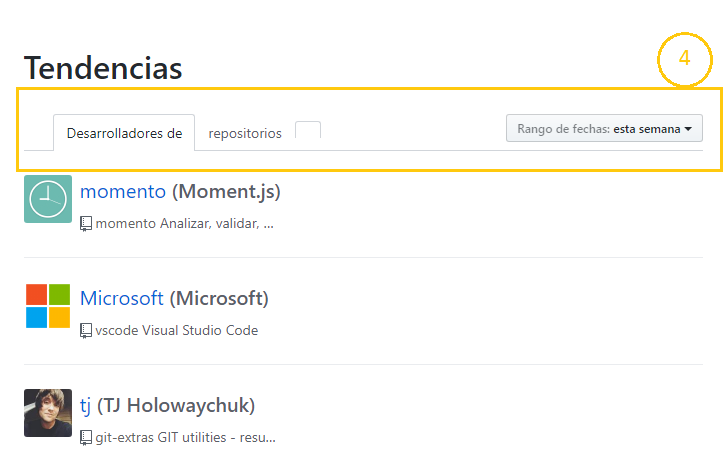 Tendencias
4
Desarrolladores de repositorios Rango de fechas: esta semana
momento (Moment.js)
momento Analizar, validar, ...
Microsoft (Microsoft)
vscode Visual Studio Code
tj (TJ Holowaychuk)
git-extras GIT utilities - resu...